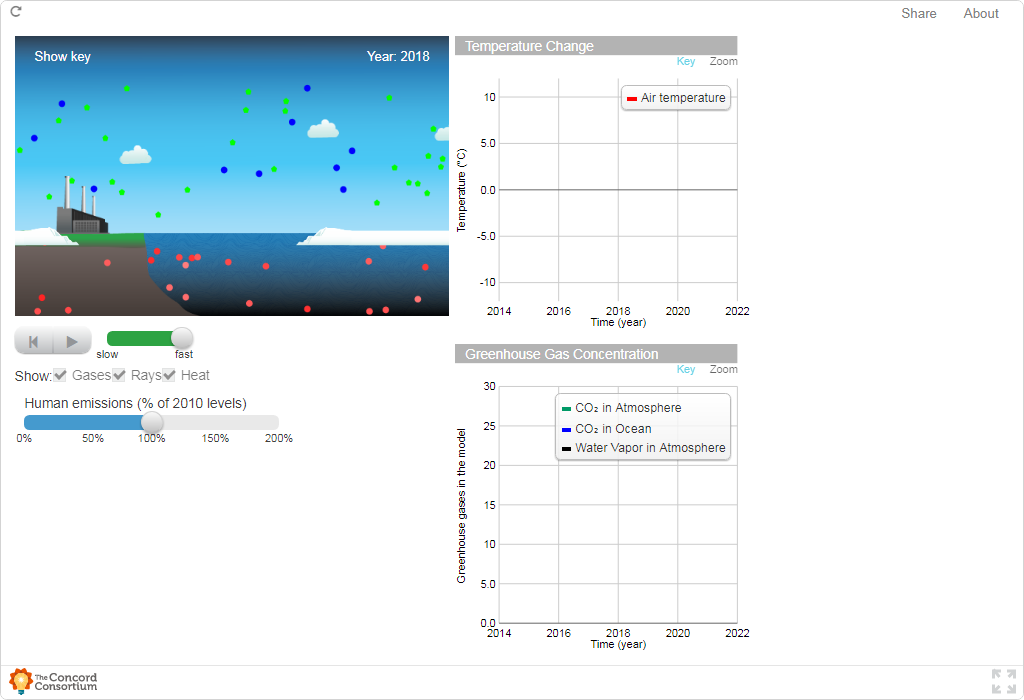 Share About
Show key Year: 2018
slow fast
Show: Gases Rays Heat
Human emissions (% of 2010 levels)
0% 50% 100% 150% 200%
Temperature Change
Key Zoom
Air temperature
Temperature (°C)
10
5.0
0.0
-5.0
-10
2014 2016 2018 2020 2022
Time (year)
Greenhouse Gas Concentration
Key Zoom
CO₂ in Atmosphere
CO₂ in Ocean
Water Vapor in Atmosphere
Greenhouse gases in the model
30
25
20
15
10
5.0
0.0
2014 2016 2018 2020 2022
Time (year)
The Concord
Consortium